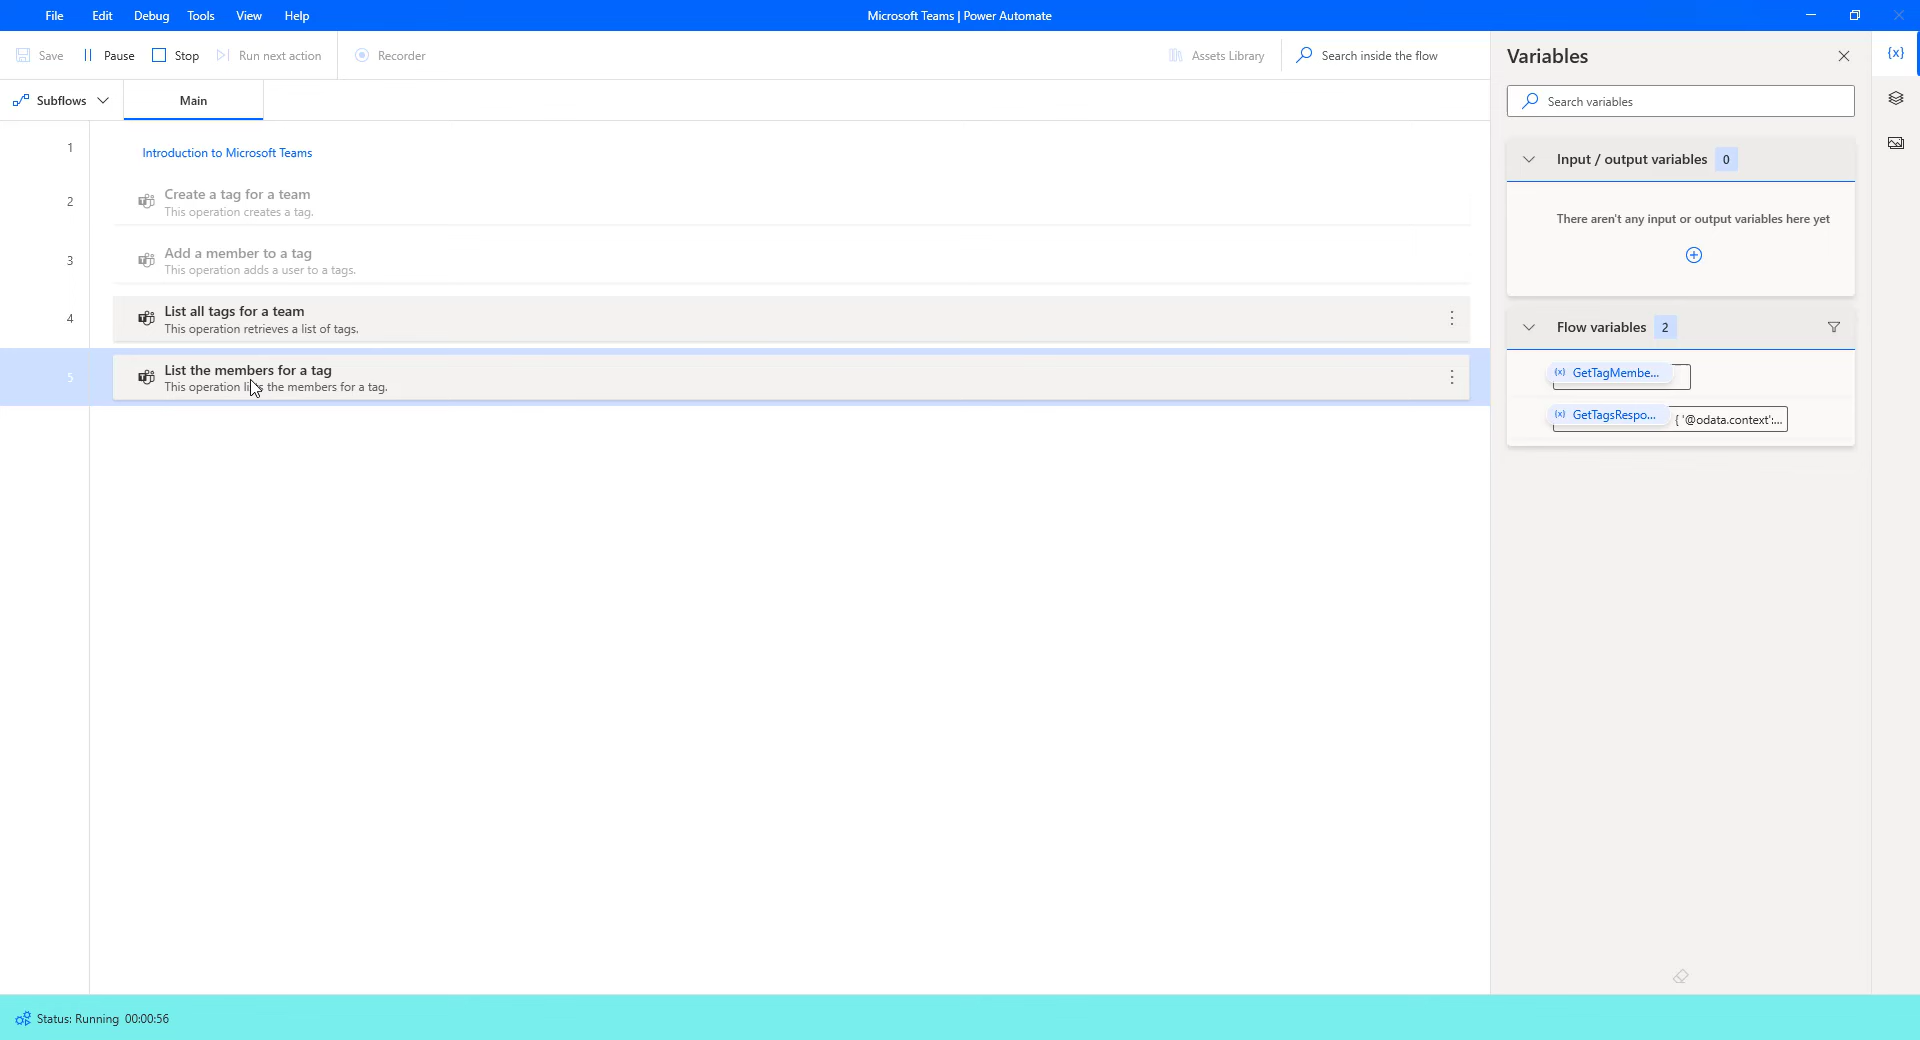 File Edit Debug Tools View Help
Microsoft Teams | Power Automate
Save Pause Stop Run next action Recorder Assets Library Search inside the flow
Subflows Main
1 Introduction to Microsoft Teams
2 Create a tag for a team
This operation creates a tag.
3 Add a member to a tag
This operation adds a user to a tags.
4 List all tags for a team
This operation retrieves a list of tags.
5 List the members for a tag
This operation lists the members for a tag.
Variables
{x}
Search variables
Input / output variables 0
There aren't any input or output variables here yet
Flow variables 2
(x) GetTagMembe...
(x) GetTagsRespo... { '@odata.context':...
Status: Running 00:00:56